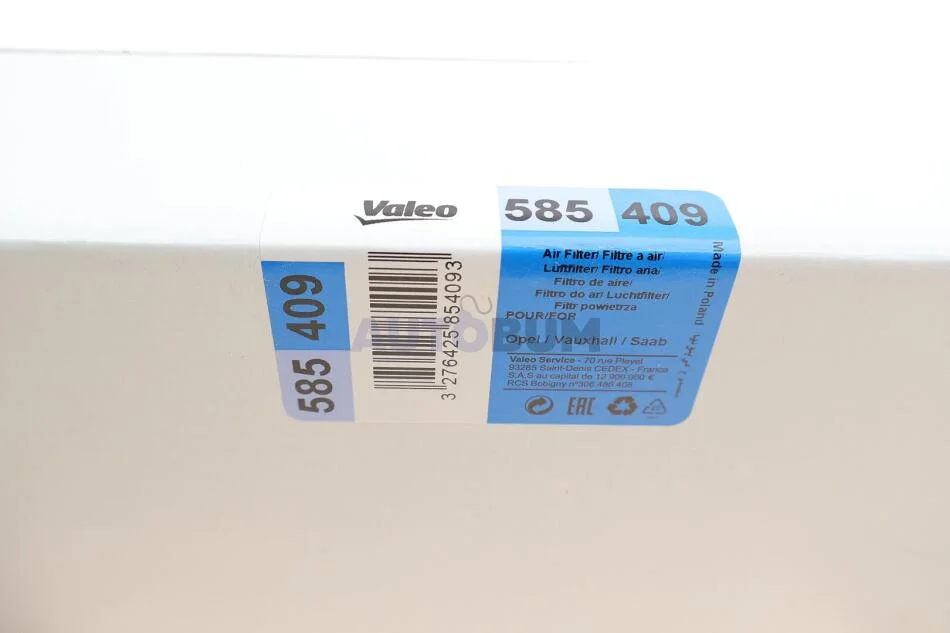 Valeo
585 409
585 409
3 276425 854093
Air Filter/ Filtre à air/
Luftfilter/ Filtro aria/
Filtro de aire/
Filtro do ar/ Luchtfilter/
Filtr powietrza
POUR/FOR
Opel / Vauxhall / Saab
Valeo Service - 70 rue Pleyel
93285 Saint-Denis CEDEX - France
S.A.S au capital de 12 900 000 €
RCS Bobigny n°306 486 408
EAC
Made in Poland
AUTOBUM